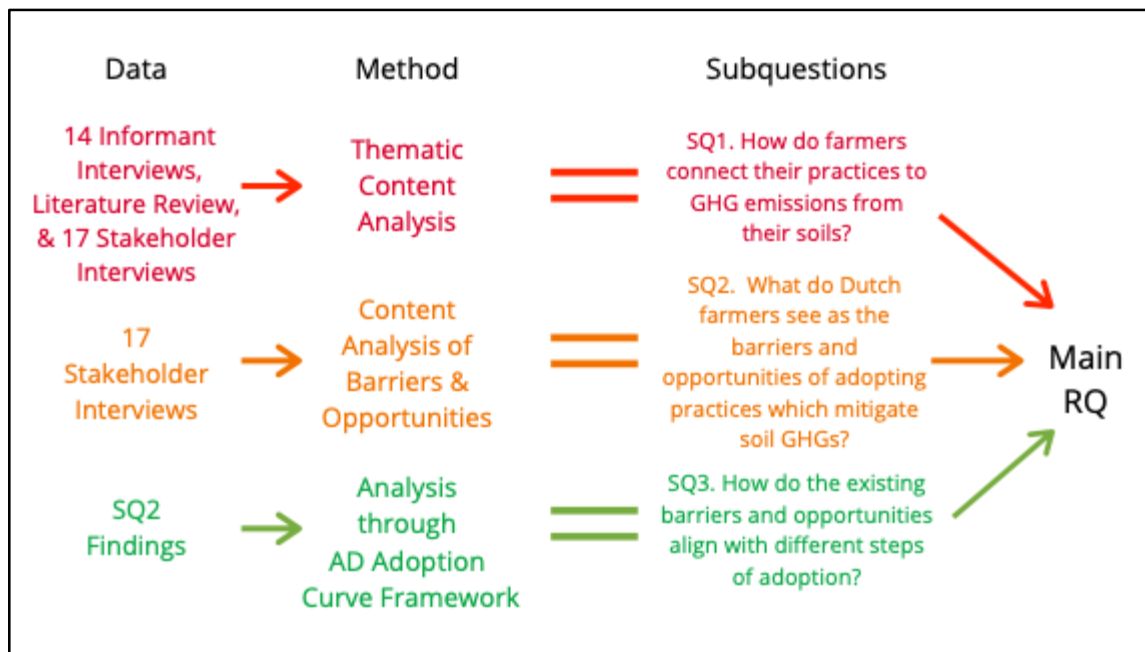 Data
Method
Subquestions
14 Informant
Interviews,
Literature Review,
& 17 Stakeholder
Interviews
Thematic
Content
Analysis
SQ1. How do farmers
connect their practices to
GHG emissions from
their soils?
17
Stakeholder
Interviews
Content
Analysis of
Barriers &
Opportunities
SQ2. What do Dutch
farmers see as the
barriers and
opportunities of adopting
practices which mitigate
soil GHGs?
SQ2
Findings
Analysis
through
AD Adoption
Curve Framework
SQ3. How do the existing
barriers and opportunities
align with different steps
of adoption?
Main
RQ